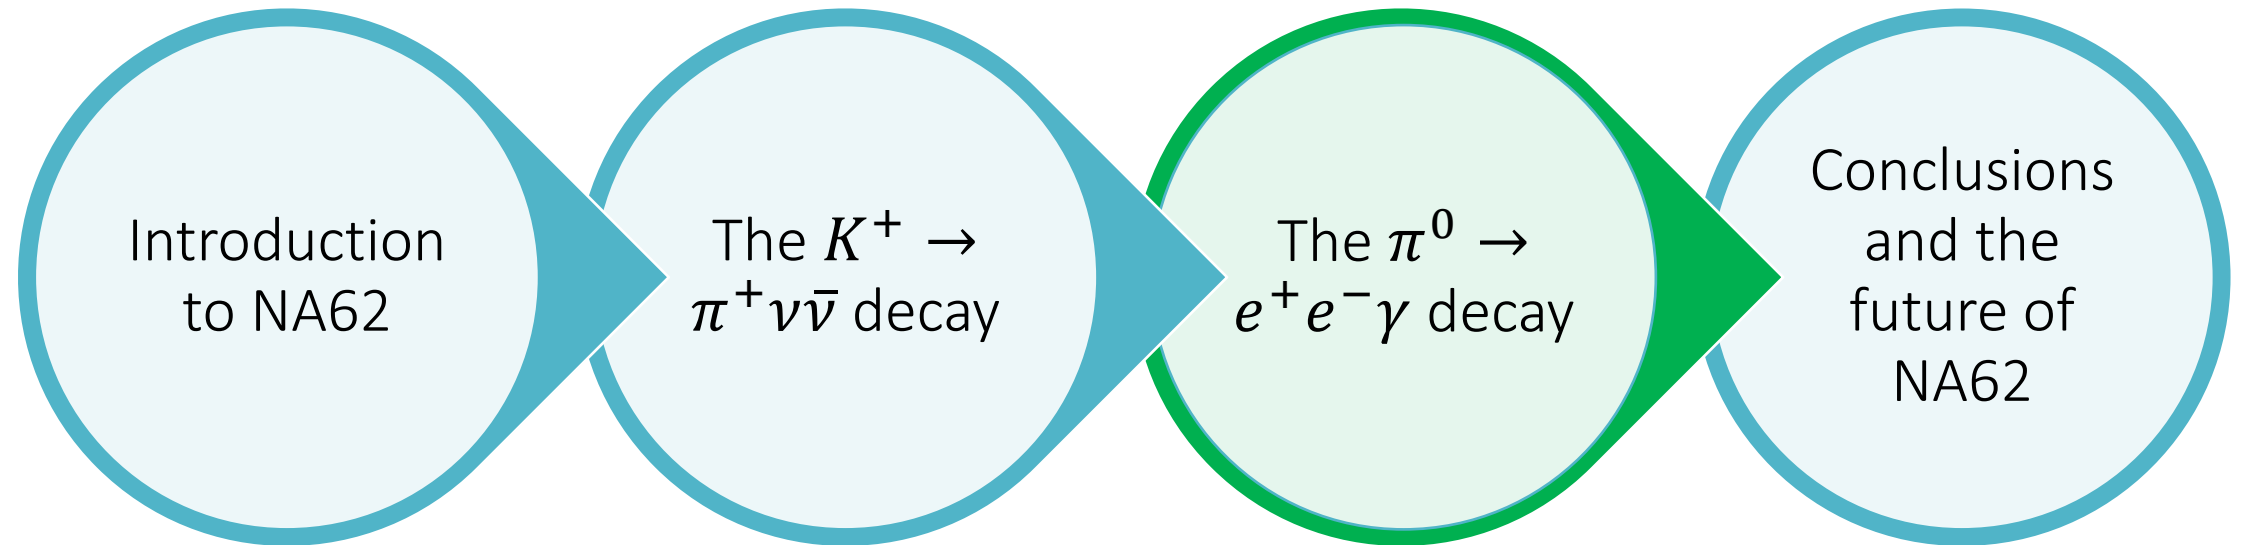 Introduction
to NA62
The K⁺ →
π⁺νν̄ decay
The π⁰ →
e⁺e⁻γ decay
Conclusions
and the
future of
NA62